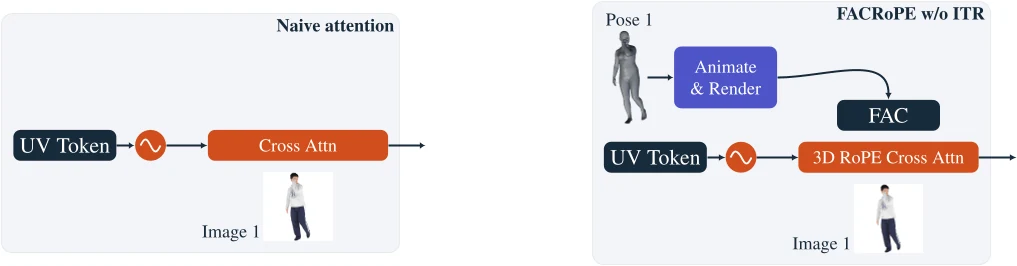 Naive attention
UV Token
Cross Attn
Image 1
FACRoPE w/o ITR
Pose 1
Animate
& Render
FAC
UV Token
3D RoPE Cross Attn
Image 1